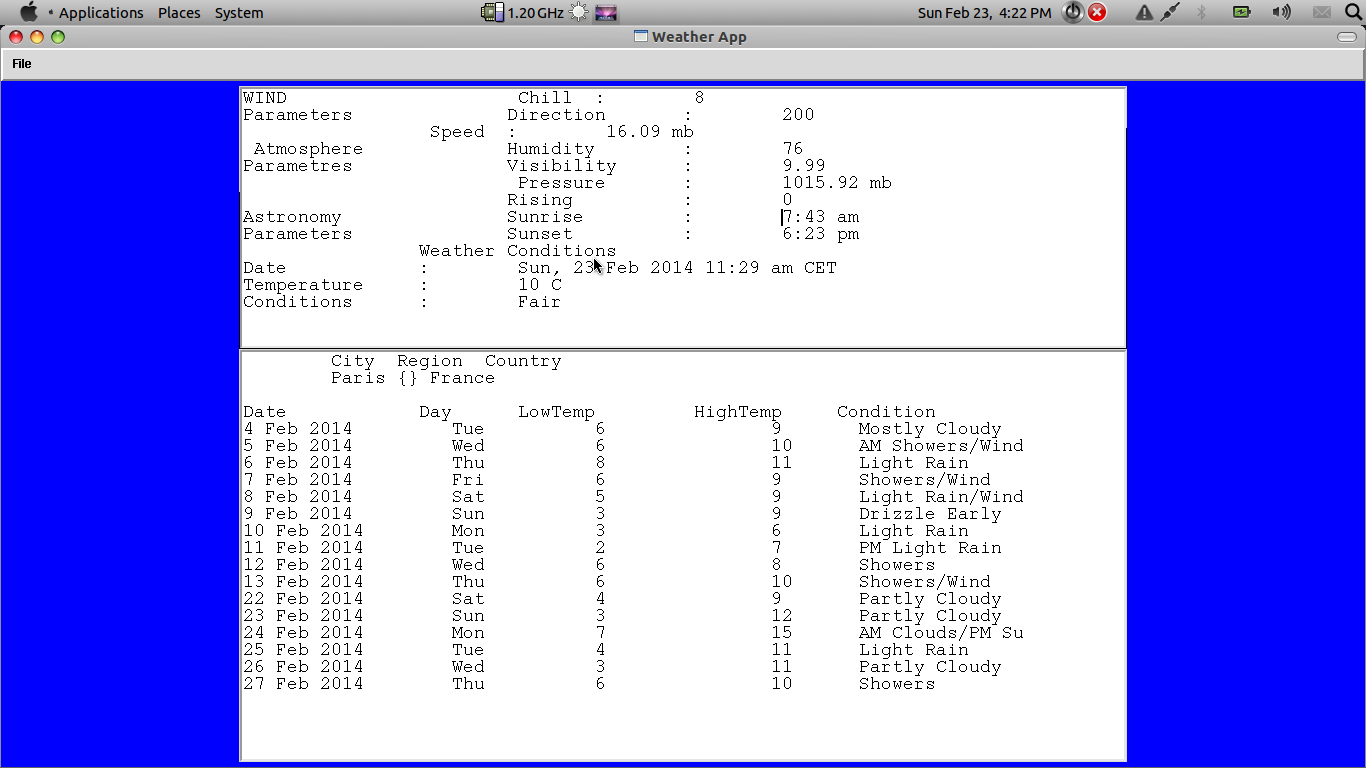 Applications Places System 1.20 GHz Sun Feb 23, 4:22 PM
Weather App
File
WIND Chill : 8
Parameters Direction : 200
Speed : 16.09 mb
Atmosphere Humidity : 76
Parametres Visibility : 9.99
Pressure : 1015.92 mb
Rising : 0
Astronomy Sunrise : 7:43 am
Parameters Sunset : 6:23 pm
Weather Conditions
Date : Sun, 23 Feb 2014 11:29 am CET
Temperature : 10 C
Conditions : Fair
City Region Country
Paris {} France
Date Day LowTemp HighTemp Condition
4 Feb 2014 Tue 6 9 Mostly Cloudy
5 Feb 2014 Wed 6 10 AM Showers/Wind
6 Feb 2014 Thu 8 11 Light Rain
7 Feb 2014 Fri 6 9 Showers/Wind
8 Feb 2014 Sat 5 9 Light Rain/Wind
9 Feb 2014 Sun 3 9 Drizzle Early
10 Feb 2014 Mon 3 6 Light Rain
11 Feb 2014 Tue 2 7 PM Light Rain
12 Feb 2014 Wed 6 8 Showers
13 Feb 2014 Thu 6 10 Showers/Wind
22 Feb 2014 Sat 4 9 Partly Cloudy
23 Feb 2014 Sun 3 12 Partly Cloudy
24 Feb 2014 Mon 7 15 AM Clouds/PM Su
25 Feb 2014 Tue 4 11 Light Rain
26 Feb 2014 Wed 3 11 Partly Cloudy
27 Feb 2014 Thu 6 10 Showers